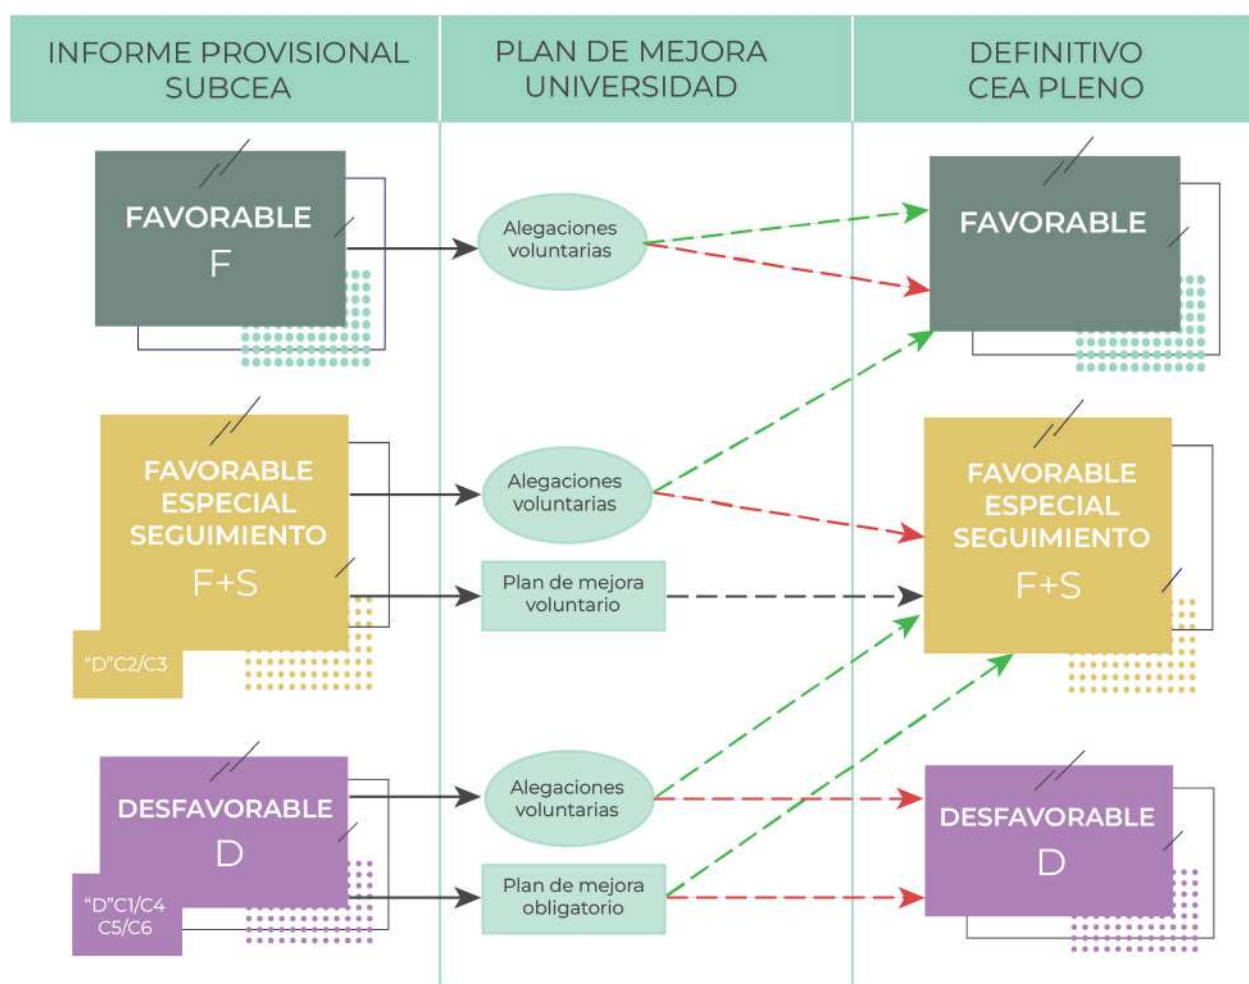 INFORME PROVISIONAL
SUBCEA
PLAN DE MEJORA
UNIVERSIDAD
DEFINITIVO
CEA PLENO
FAVORABLE
F
Alegaciones
voluntarias
FAVORABLE
FAVORABLE
ESPECIAL
SEGUIMIENTO
F+S
"D"C2/C3
Alegaciones
voluntarias
Plan de mejora
voluntario
FAVORABLE
ESPECIAL
SEGUIMIENTO
F+S
DESFAVORABLE
D
"D"C1/C4
C5/C6
Alegaciones
voluntarias
Plan de mejora
obligatorio
DESFAVORABLE
D